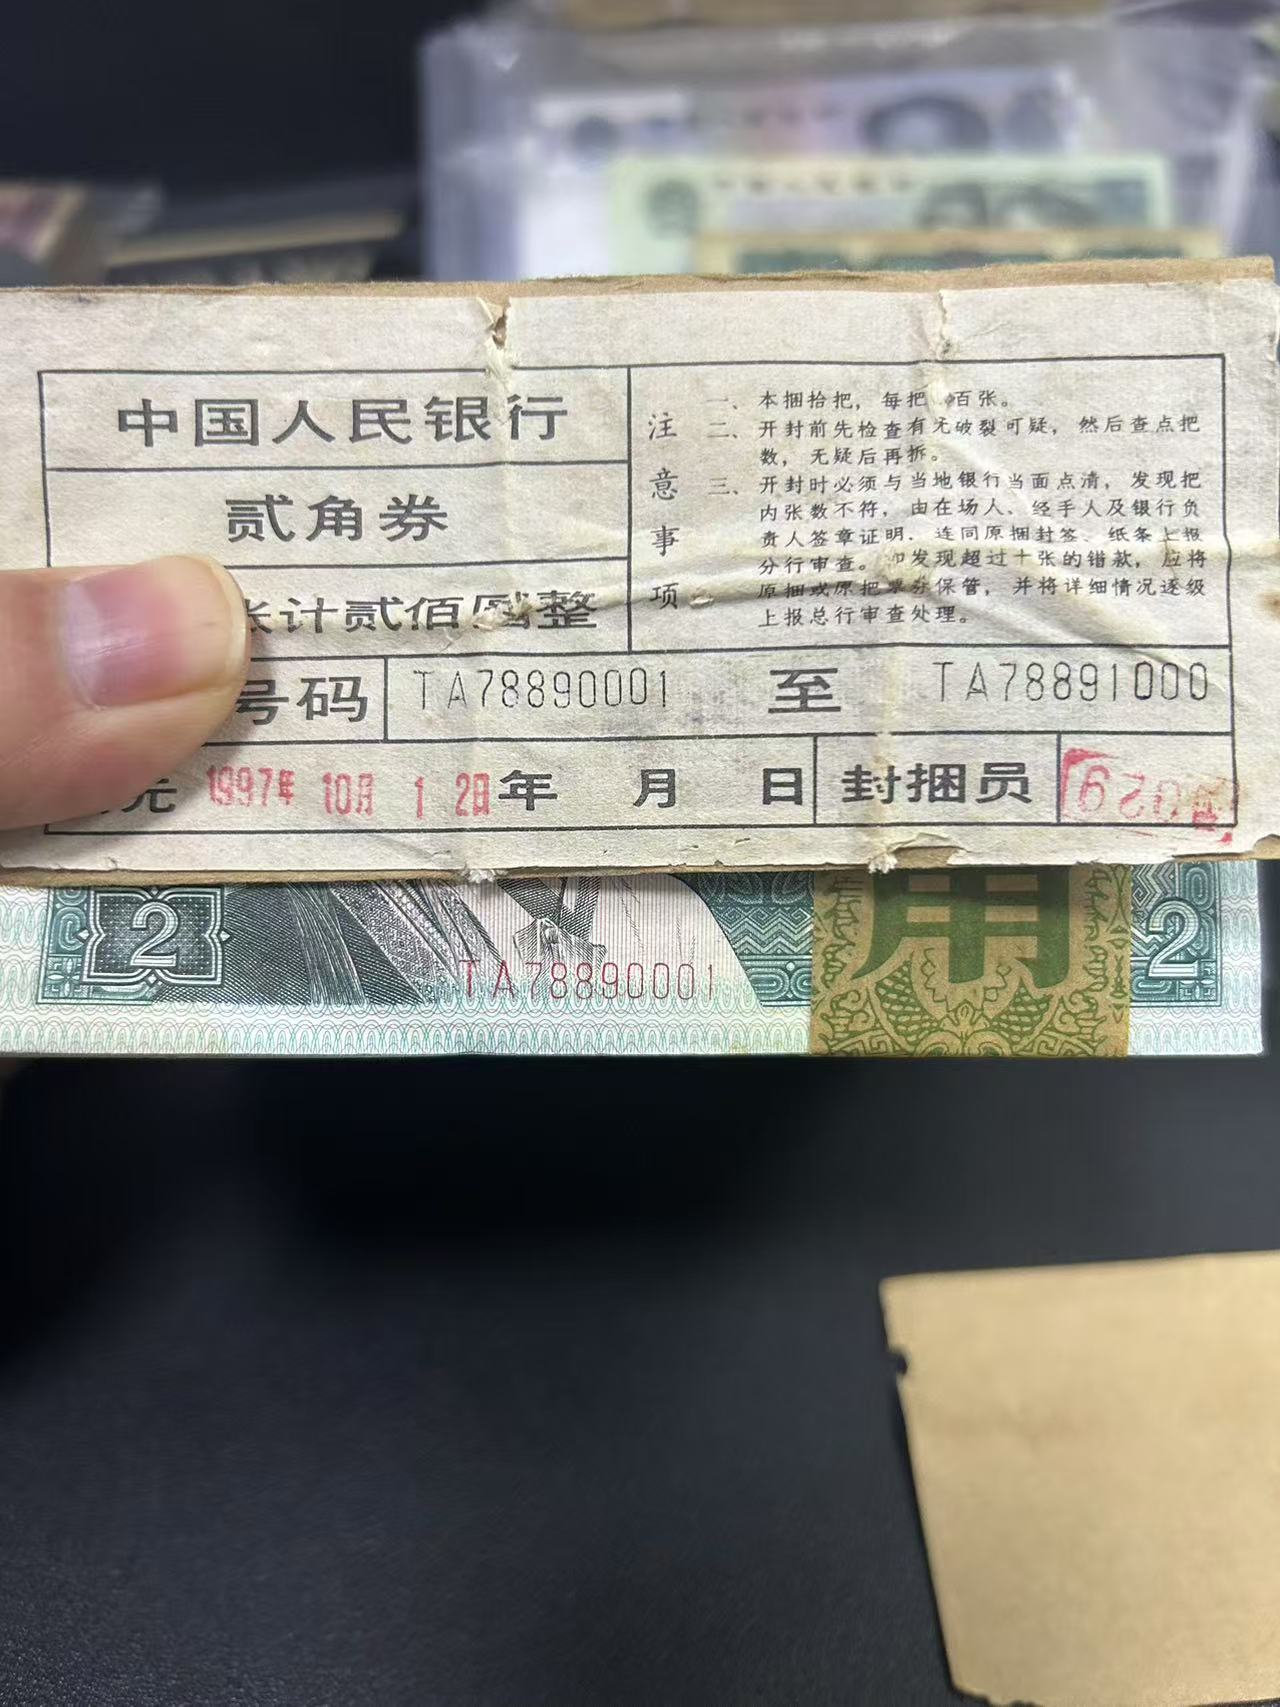 中国人民银行
贰角券
张计贰佰圆整
号码
TA78890001
至
TA78891000
1997年 10月 12日
年 月 日
封捆员
注意事项
一、本捆拾把，每把 百张。
二、开封前先检查有无破裂可疑，然后查点把
数，无疑后再拆。
三、开封时必须与当地银行当面点清，发现把
内张数不符，由在场人、经手人及银行负
责人签章证明．连同原捆封签、纸条上报
分行审查。如发现超过十张的错款，应将
原捆或原把票券保管，并将详细情况逐级
上报总行审查处理。
2
TA78890001
角
2